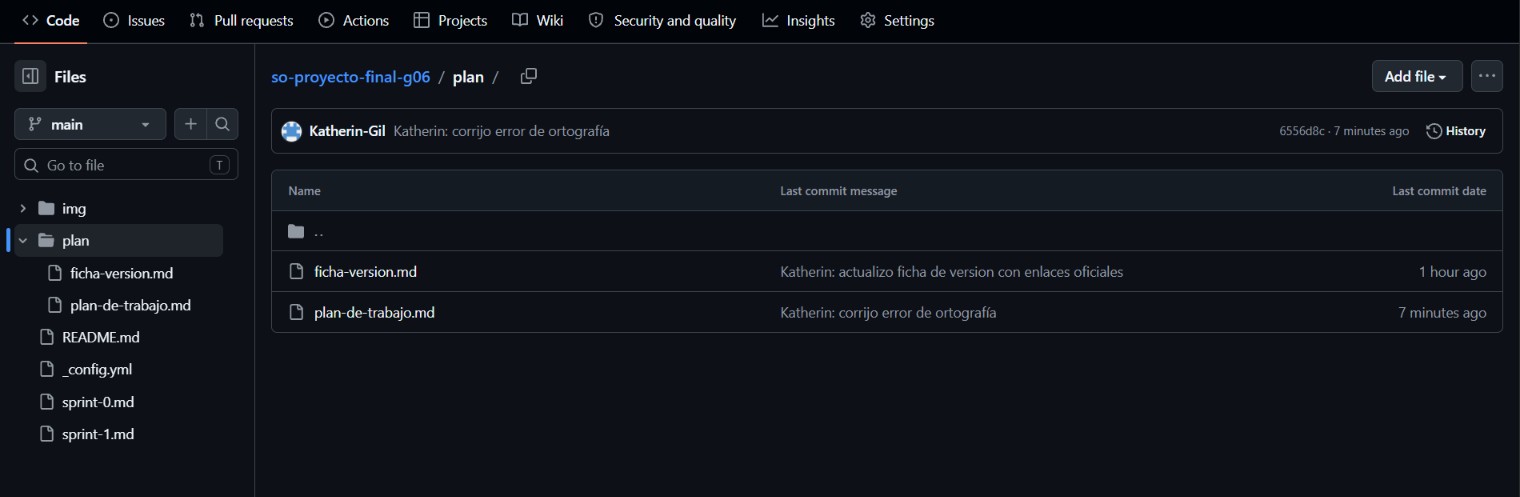 Code Issues Pull requests Actions Projects Wiki Security and quality Insights Settings
Files
main
Go to file T
img
plan
ficha-version.md
plan-de-trabajo.md
README.md
_config.yml
sprint-0.md
sprint-1.md
so-proyecto-final-g06 / plan /
Add file
Katherin-Gil Katherin: corrijo error de ortografía 6556d8c · 7 minutes ago History
Name Last commit message Last commit date
..
ficha-version.md Katherin: actualizo ficha de version con enlaces oficiales 1 hour ago
plan-de-trabajo.md Katherin: corrijo error de ortografía 7 minutes ago